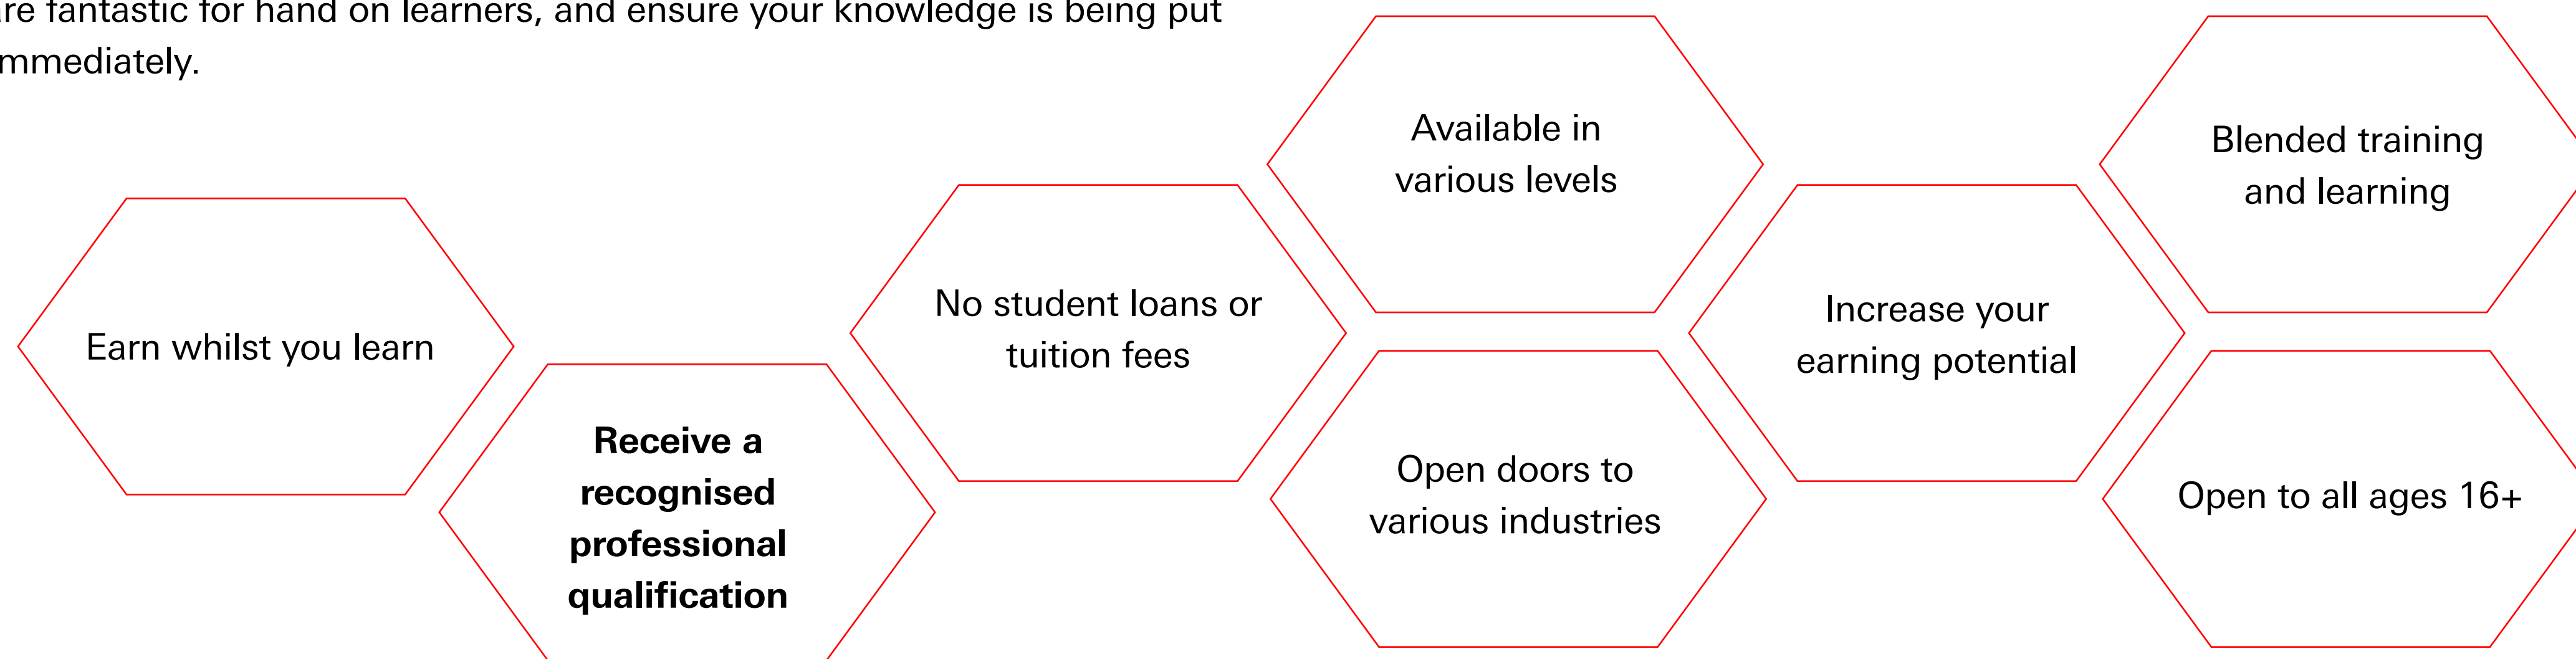 are fantastic for hand on learners, and ensure your knowledge is being put
immediately.
Earn whilst you learn
Receive a
recognised
professional
qualification
No student loans or
tuition fees
Available in
various levels
Open doors to
various industries
Increase your
earning potential
Blended training
and learning
Open to all ages 16+